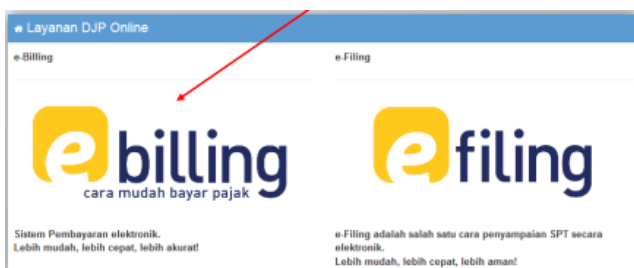 Layanan DJP Online
e-Billing
e billing
cara mudah bayar pajak
Sistem Pembayaran elektronik.
Lebih mudah, lebih cepat, lebih akurat!
e-Filing
e filing
e-Filing adalah salah satu cara penyampaian SPT secara
elektronik.
Lebih mudah, lebih cepat, lebih aman!